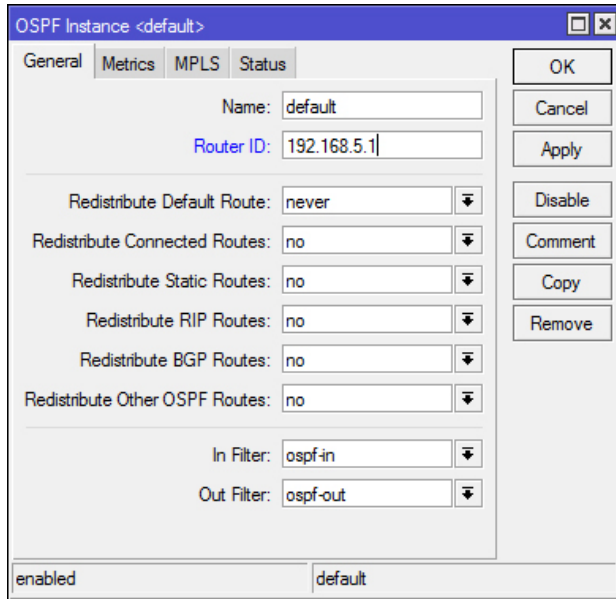 OSPF Instance <default>
General Metrics MPLS Status
Name: default
Router ID: 192.168.5.1
Redistribute Default Route: never
Redistribute Connected Routes: no
Redistribute Static Routes: no
Redistribute RIP Routes: no
Redistribute BGP Routes: no
Redistribute Other OSPF Routes: no
In Filter: ospf-in
Out Filter: ospf-out
OK
Cancel
Apply
Disable
Comment
Copy
Remove
enabled default